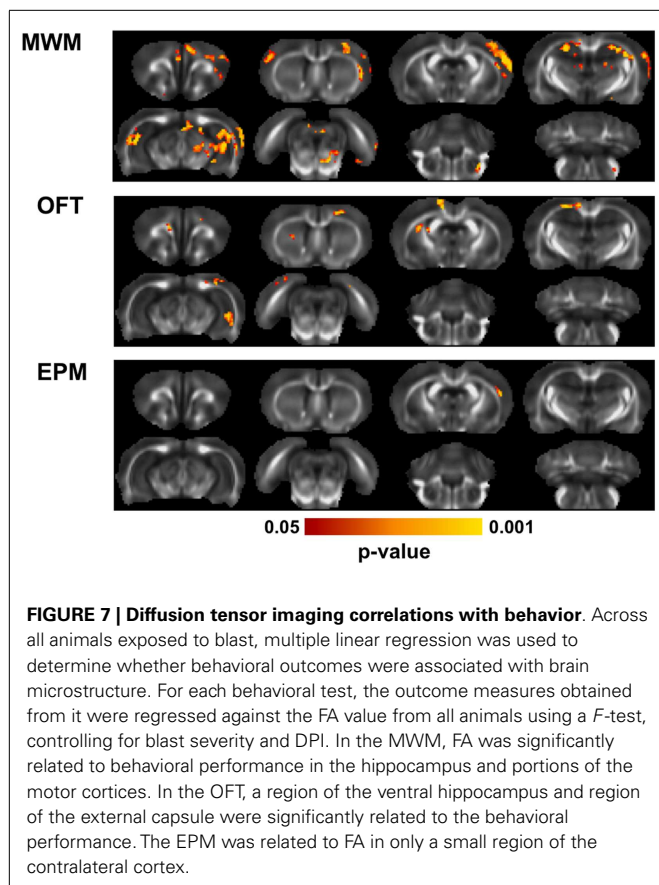 MWM
OFT
EPM
0.05 0.001
p-value
FIGURE 7 | Diffusion tensor imaging correlations with behavior. Across
all animals exposed to blast, multiple linear regression was used to
determine whether behavioral outcomes were associated with brain
microstructure. For each behavioral test, the outcome measures obtained
from it were regressed against the FA value from all animals using a F-test,
controlling for blast severity and DPI. In the MWM, FA was significantly
related to behavioral performance in the hippocampus and portions of the
motor cortices. In the OFT, a region of the ventral hippocampus and region
of the external capsule were significantly related to the behavioral
performance. The EPM was related to FA in only a small region of the
contralateral cortex.